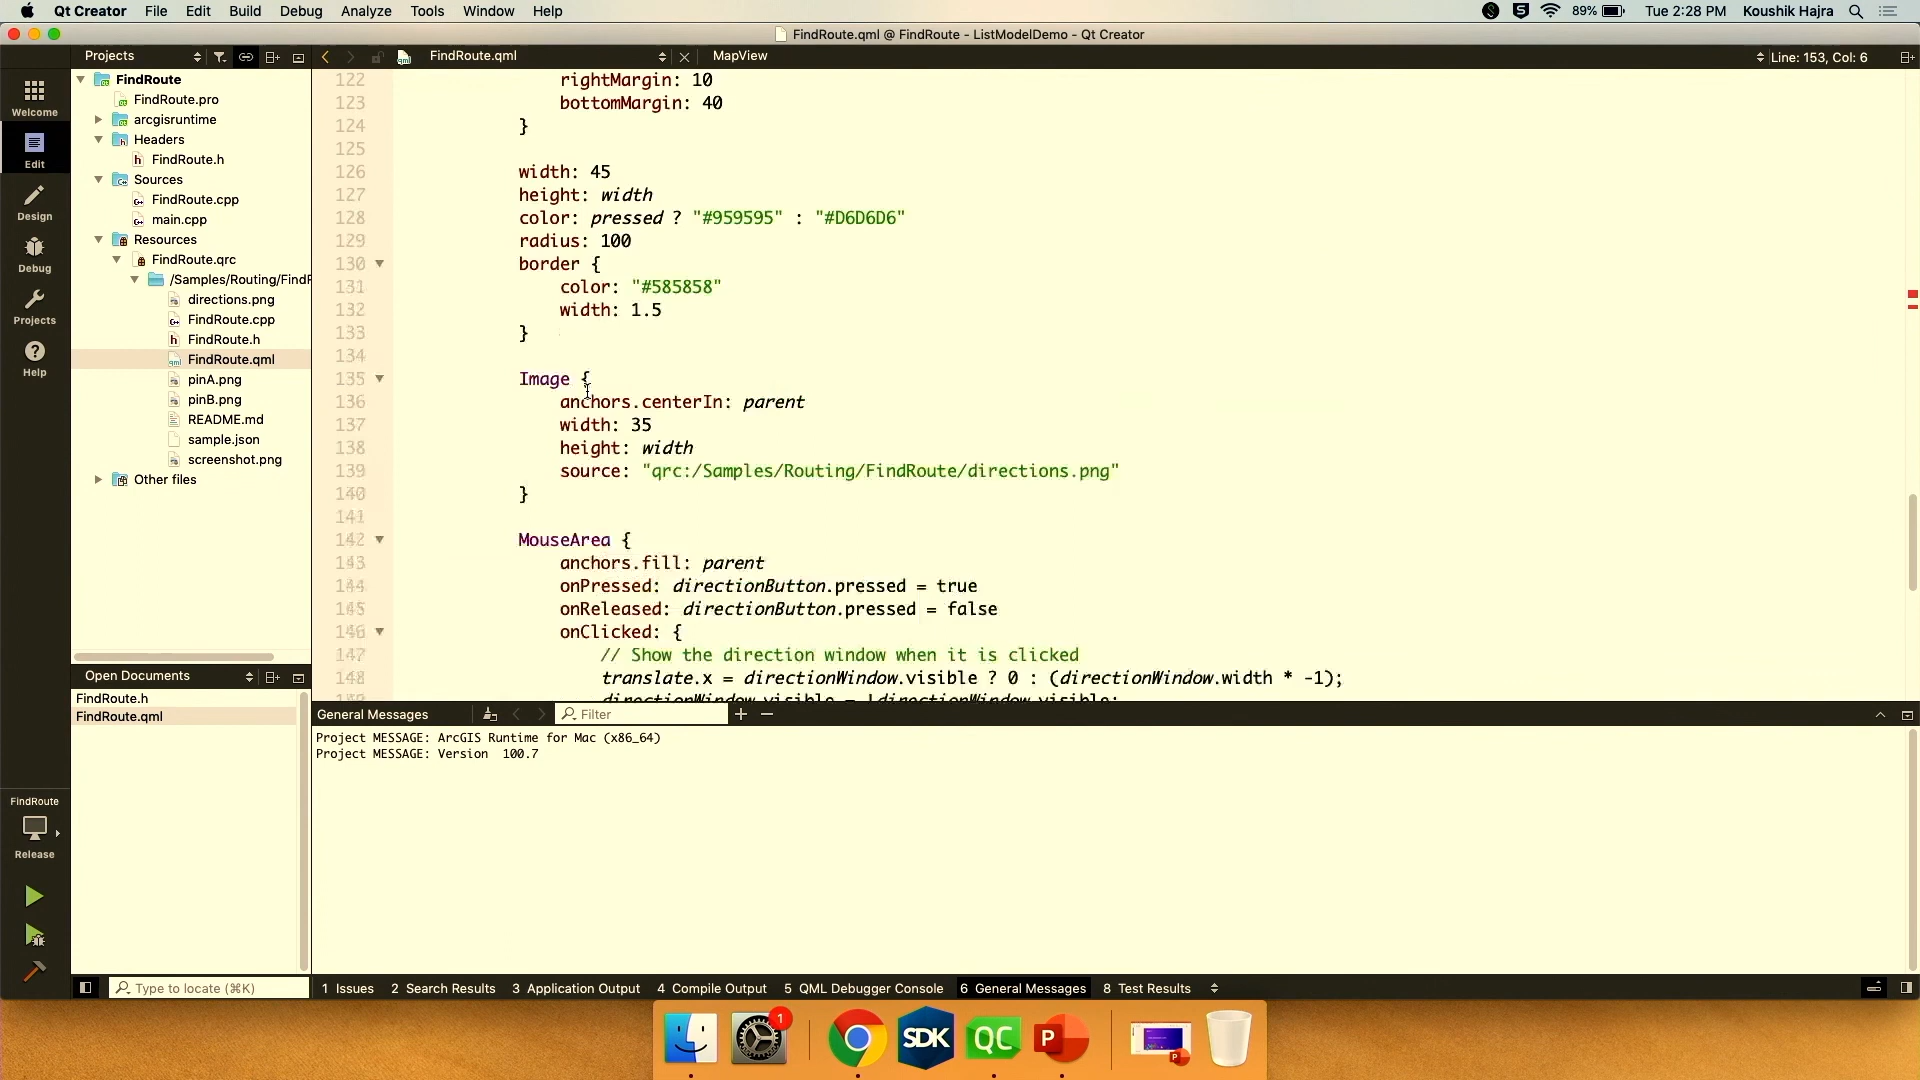 Qt Creator File Edit Build Debug Analyze Tools Window Help 89% Tue 2:28 PM Koushik Hajra
FindRoute.qml @ FindRoute - ListModelDemo - Qt Creator
Projects FindRoute.qml MapView Line: 153, Col: 6
Welcome
Edit
Design
Debug
Projects
Help
FindRoute
Release
FindRoute
FindRoute.pro
arcgisruntime
Headers
FindRoute.h
Sources
FindRoute.cpp
main.cpp
Resources
FindRoute.qrc
/Samples/Routing/FindR
directions.png
FindRoute.cpp
FindRoute.h
FindRoute.qml
pinA.png
pinB.png
README.md
sample.json
screenshot.png
Other files
Open Documents
FindRoute.h
FindRoute.qml
122 rightMargin: 10
123 bottomMargin: 40
124 }
125
126 width: 45
127 height: width
128 color: pressed ? "#959595" : "#D6D6D6"
129 radius: 100
130 border {
131 color: "#585858"
132 width: 1.5
133 }
134
135 Image {
136 anchors.centerIn: parent
137 width: 35
138 height: width
139 source: "qrc:/Samples/Routing/FindRoute/directions.png"
140 }
141
142 MouseArea {
143 anchors.fill: parent
144 onPressed: directionButton.pressed = true
145 onReleased: directionButton.pressed = false
146 onClicked: {
147 // Show the direction window when it is clicked
148 translate.x = directionWindow.visible ? 0 : (directionWindow.width * -1);
149 directionWindow.visible = !directionWindow.visible;
General Messages Filter
Project MESSAGE: ArcGIS Runtime for Mac (x86_64)
Project MESSAGE: Version 100.7
Type to locate (⌘K) 1 Issues 2 Search Results 3 Application Output 4 Compile Output 5 QML Debugger Console 6 General Messages 8 Test Results
1
SDK QC P